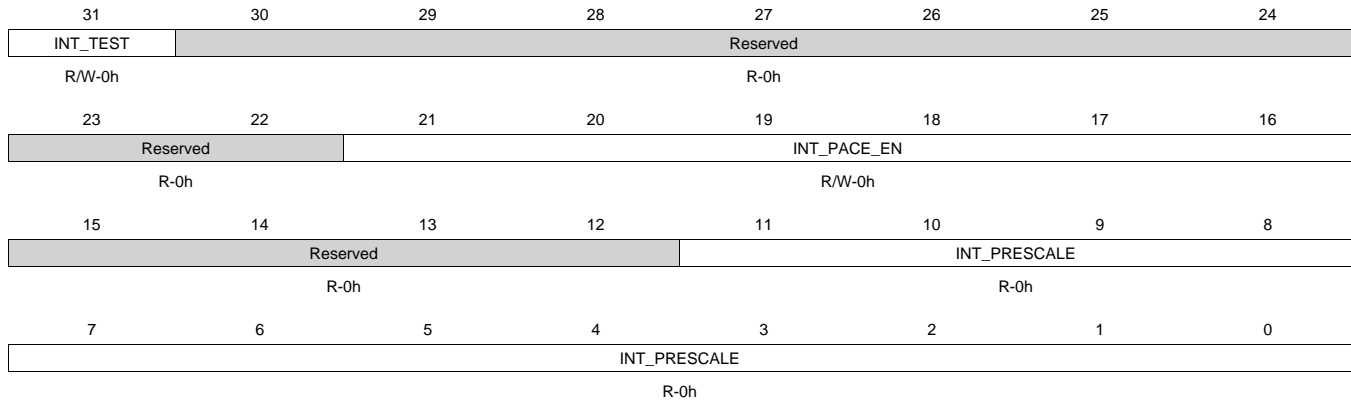 31 30 29 28 27 26 25 24
INT_TEST Reserved
R/W-0h R-0h
23 22 21 20 19 18 17 16
Reserved INT_PACE_EN
R-0h R/W-0h
15 14 13 12 11 10 9 8
Reserved INT_PRESCALE
R-0h R-0h
7 6 5 4 3 2 1 0
INT_PRESCALE
R-0h